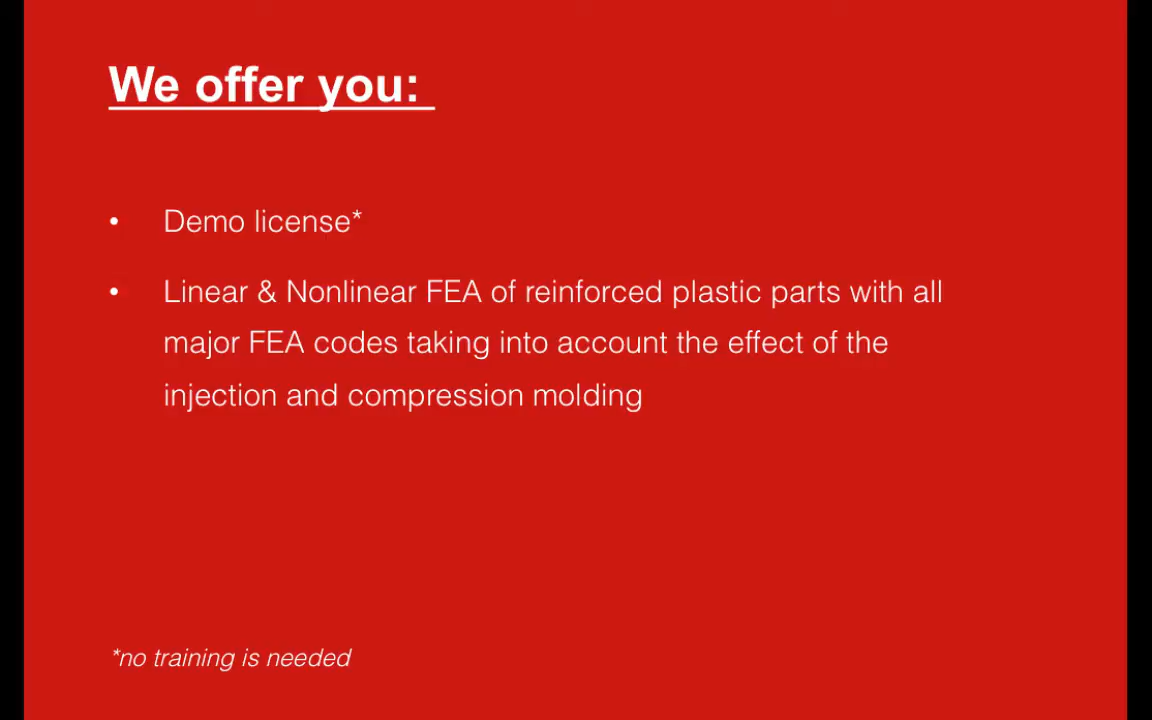 We offer you:
• Demo license*
• Linear & Nonlinear FEA of reinforced plastic parts with all
major FEA codes taking into account the effect of the
injection and compression molding
*no training is needed